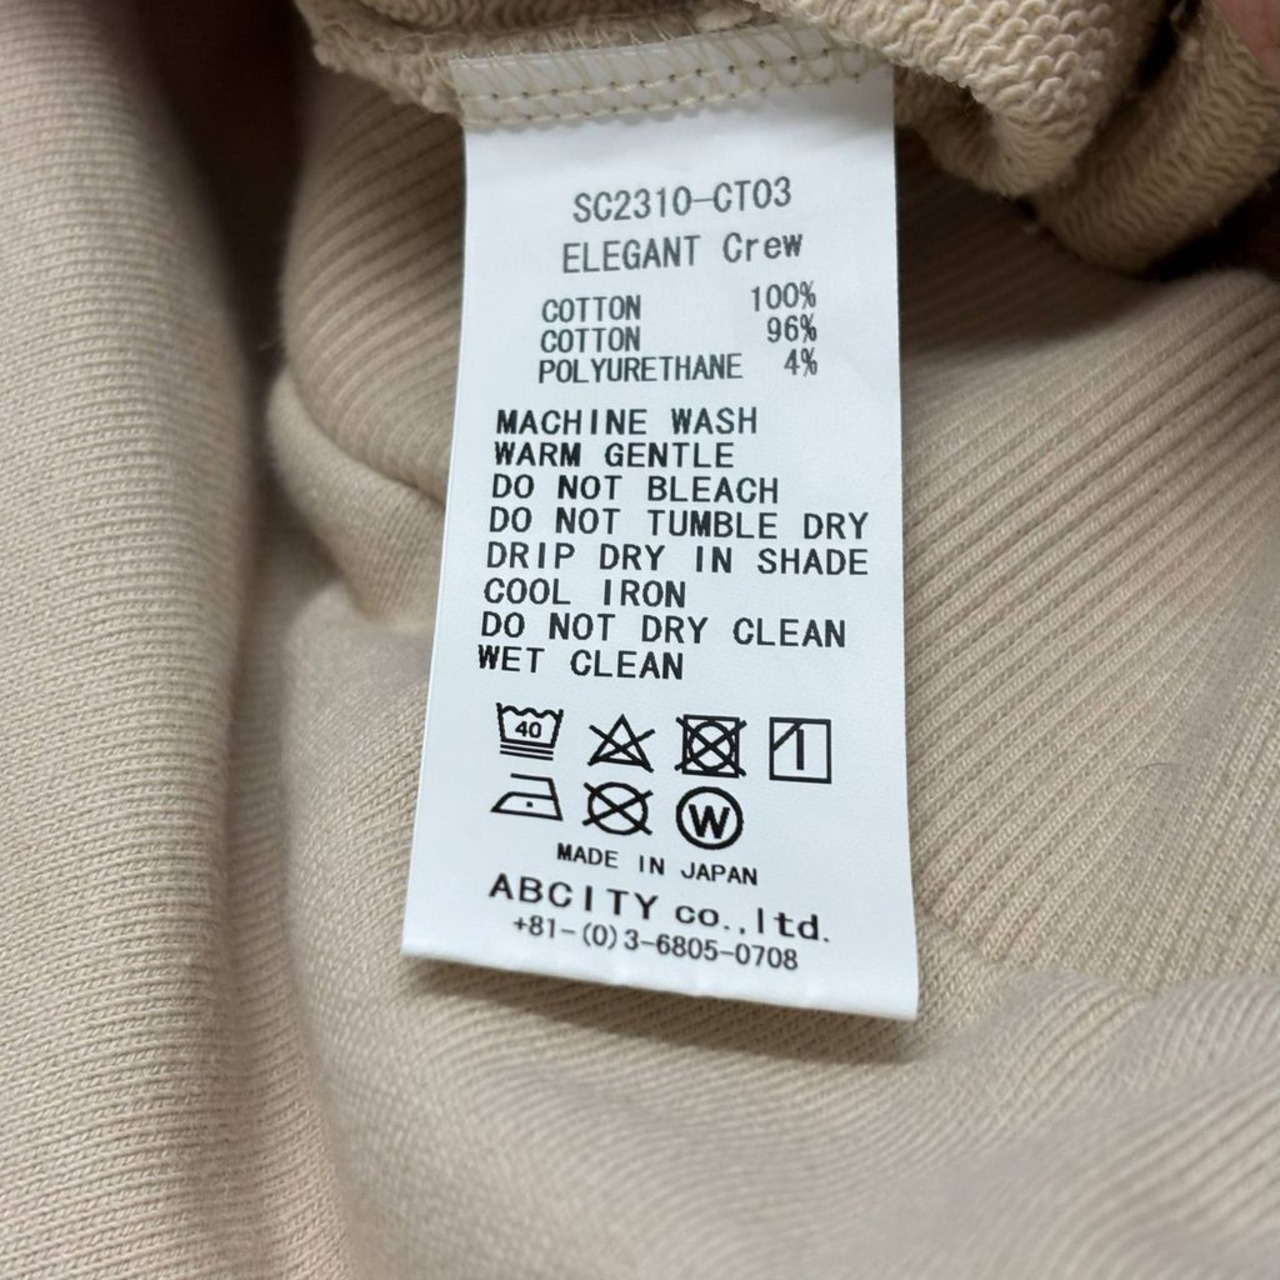 SC2310-CT03
ELEGANT Crew
COTTON 100%
COTTON 96%
POLYURETHANE 4%
MACHINE WASH
WARM GENTLE
DO NOT BLEACH
DO NOT TUMBLE DRY
DRIP DRY IN SHADE
COOL IRON
DO NOT DRY CLEAN
WET CLEAN
40
W
MADE IN JAPAN
ABCITY co.,ltd.
+81-(0)3-6805-0708